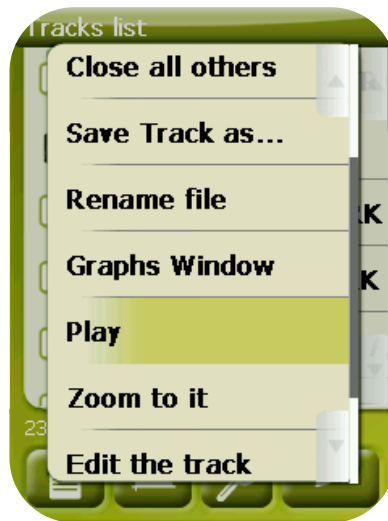 Tracks list
Close all others
Save Track as...
Rename file
RK
Graphs Window
K
Play
Zoom to it
23
Edit the track